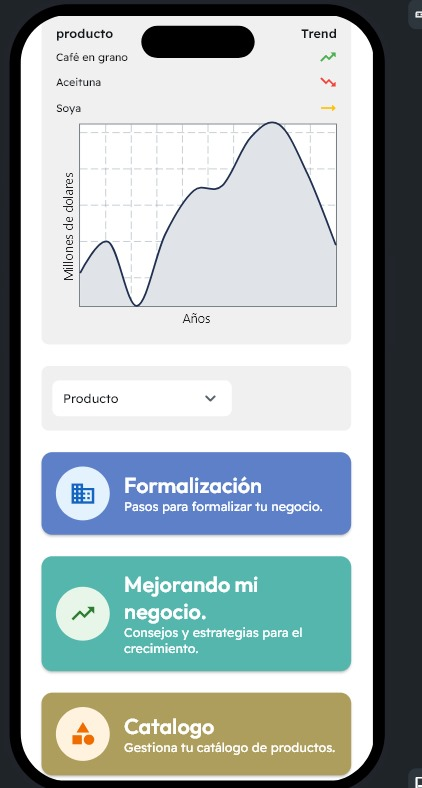 producto Trend
Café en grano
Aceituna
Soya
Millones de dolares
Años
Producto
Formalización
Pasos para formalizar tu negocio.
Mejorando mi
negocio.
Consejos y estrategias para el
crecimiento.
Catalogo
Gestiona tu catálogo de productos.